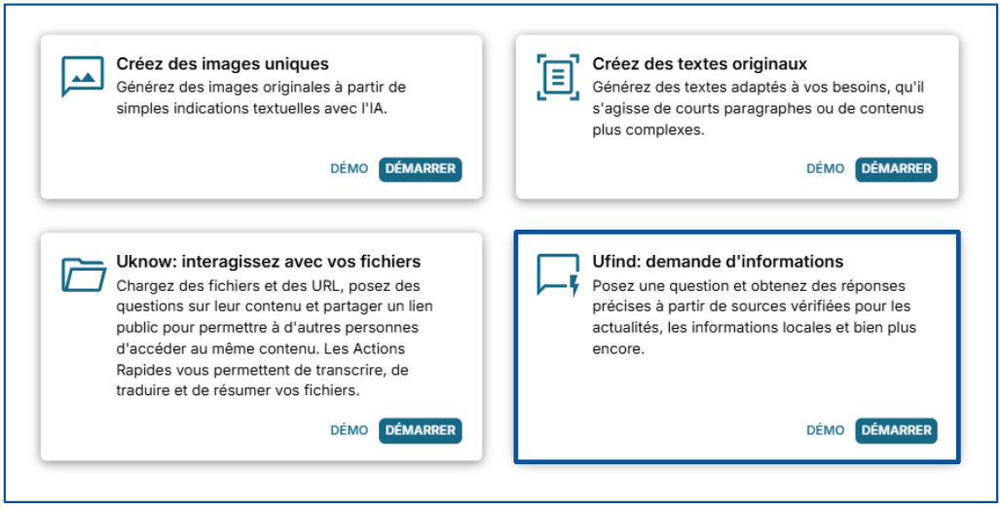 Créez des images uniques
Générez des images originales à partir de
simples indications textuelles avec l'IA.
DÉMO DÉMARRER
Créez des textes originaux
Générez des textes adaptés à vos besoins, qu'il
s'agisse de courts paragraphes ou de contenus
plus complexes.
DÉMO DÉMARRER
Uknow: interagissez avec vos fichiers
Chargez des fichiers et des URL, posez des
questions sur leur contenu et partager un lien
public pour permettre à d'autres personnes
d'accéder au même contenu. Les Actions
Rapides vous permettent de transcrire, de
traduire et de résumer vos fichiers.
DÉMO DÉMARRER
Ufind: demande d'informations
Posez une question et obtenez des réponses
précises à partir de sources vérifiées pour les
actualités, les informations locales et bien plus
encore.
DÉMO DÉMARRER